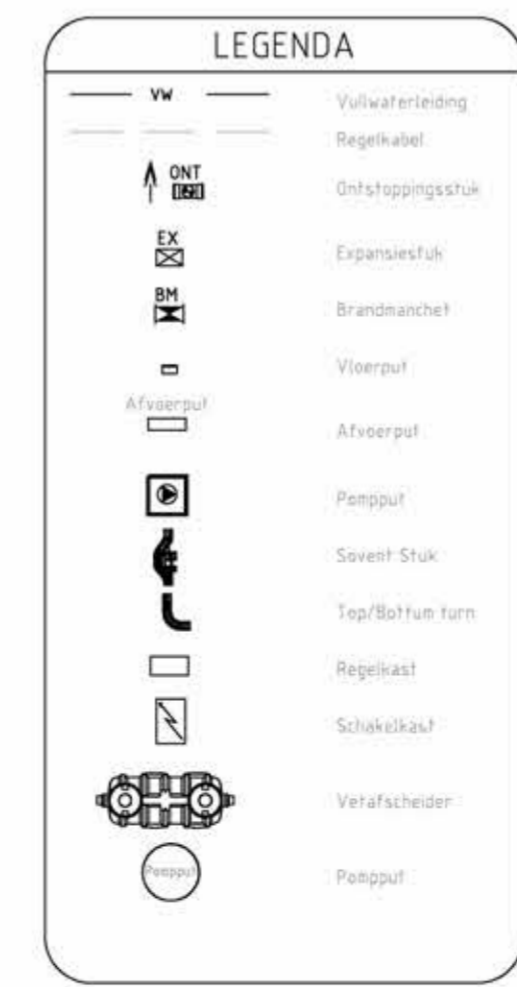 LEGENDA
VW Vuilwaterleiding
Regelkabel
ONT Ontstoppingsstuk
EX Expansiestuk
BM Brandmanchet
Vloerput
Afvoerput
Afvoerput
Pompput
Sovent Stuk
Top/Bottum turn
Regelkast
Schakelkast
Vetafscheider
Pompput Pompput